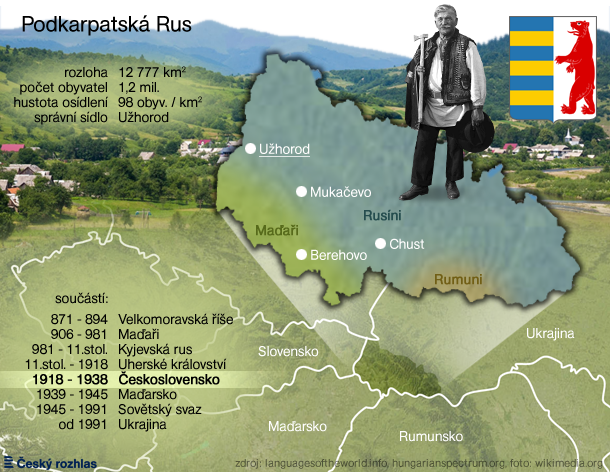 Podkarpatská Rus
rozloha 12 777 km²
počet obyvatel 1,2 mil.
hustota osídlení 98 obyv. / km²
správní sídlo Užhorod
Užhorod
Mukačevo
Rusíni
Maďaři
Chust
Berehovo
Rumuni
součástí:
871 - 894 Velkomoravská říše
906 - 981 Maďaři
981 - 11.stol. Kyjevská rus
11.stol. - 1918 Uherské království
1918 - 1938 Československo
1939 - 1945 Maďarsko
1945 - 1991 Sovětský svaz
od 1991 Ukrajina
Ukrajina
Slovensko
Maďarsko
Rumunsko
Český rozhlas
zdroj: languagesoftheworld.info, hungarianspectrum.org, foto: wikimedia.org